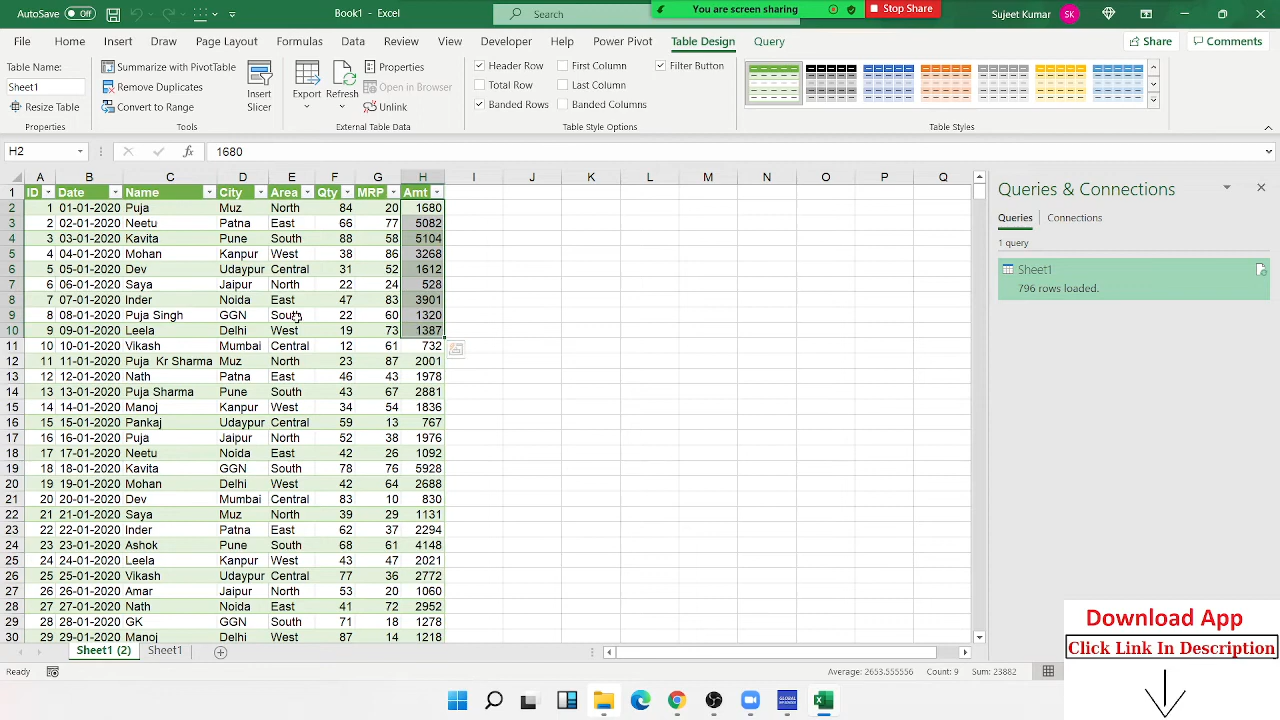 AutoSave Off Book1 - Excel Search You are screen sharing Stop Share Sujeet Kumar SK
File Home Insert Draw Page Layout Formulas Data Review View Developer Help Power Pivot Table Design Query Share Comments
Table Name: Summarize with PivotTable Properties Header Row First Column Filter Button
Sheet1 Remove Duplicates Open in Browser Total Row Last Column
Resize Table Convert to Range Insert Slicer Export Refresh Unlink Banded Rows Banded Columns
Properties Tools External Table Data Table Style Options Table Styles
H2 fx 1680
A B C D E F G H I J K L M N O P Q
1 ID Date Name City Area Qty MRP Amt
2 1 01-01-2020 Puja Muz North 84 20 1680
3 2 02-01-2020 Neetu Patna East 66 77 5082
4 3 03-01-2020 Kavita Pune South 88 58 5104
5 4 04-01-2020 Mohan Kanpur West 38 86 3268
6 5 05-01-2020 Dev Udaypur Central 31 52 1612
7 6 06-01-2020 Saya Jaipur North 22 24 528
8 7 07-01-2020 Inder Noida East 47 83 3901
9 8 08-01-2020 Puja Singh GGN South 22 60 1320
10 9 09-01-2020 Leela Delhi West 19 73 1387
11 10 10-01-2020 Vikash Mumbai Central 12 61 732
12 11 11-01-2020 Puja Kr Sharma Muz North 23 87 2001
13 12 12-01-2020 Nath Patna East 46 43 1978
14 13 13-01-2020 Puja Sharma Pune South 43 67 2881
15 14 14-01-2020 Manoj Kanpur West 34 54 1836
16 15 15-01-2020 Pankaj Udaypur Central 59 13 767
17 16 16-01-2020 Puja Jaipur North 52 38 1976
18 17 17-01-2020 Neetu Noida East 42 26 1092
19 18 18-01-2020 Kavita GGN South 78 76 5928
20 19 19-01-2020 Mohan Delhi West 42 64 2688
21 20 20-01-2020 Dev Mumbai Central 83 10 830
22 21 21-01-2020 Saya Muz North 39 29 1131
23 22 22-01-2020 Inder Patna East 62 37 2294
24 23 23-01-2020 Ashok Pune South 68 61 4148
25 24 24-01-2020 Leela Kanpur West 43 47 2021
26 25 25-01-2020 Vikash Udaypur Central 77 36 2772
27 26 26-01-2020 Amar Jaipur North 53 20 1060
28 27 27-01-2020 Nath Noida East 41 72 2952
29 28 28-01-2020 GK GGN South 71 18 1278
30 29 29-01-2020 Manoj Delhi West 87 14 1218
Queries & Connections
Queries Connections
1 query
Sheet1
796 rows loaded.
Download App
Click Link In Description
Sheet1 (2) Sheet1
Ready Average: 2653.555556 Count: 9 Sum: 23882